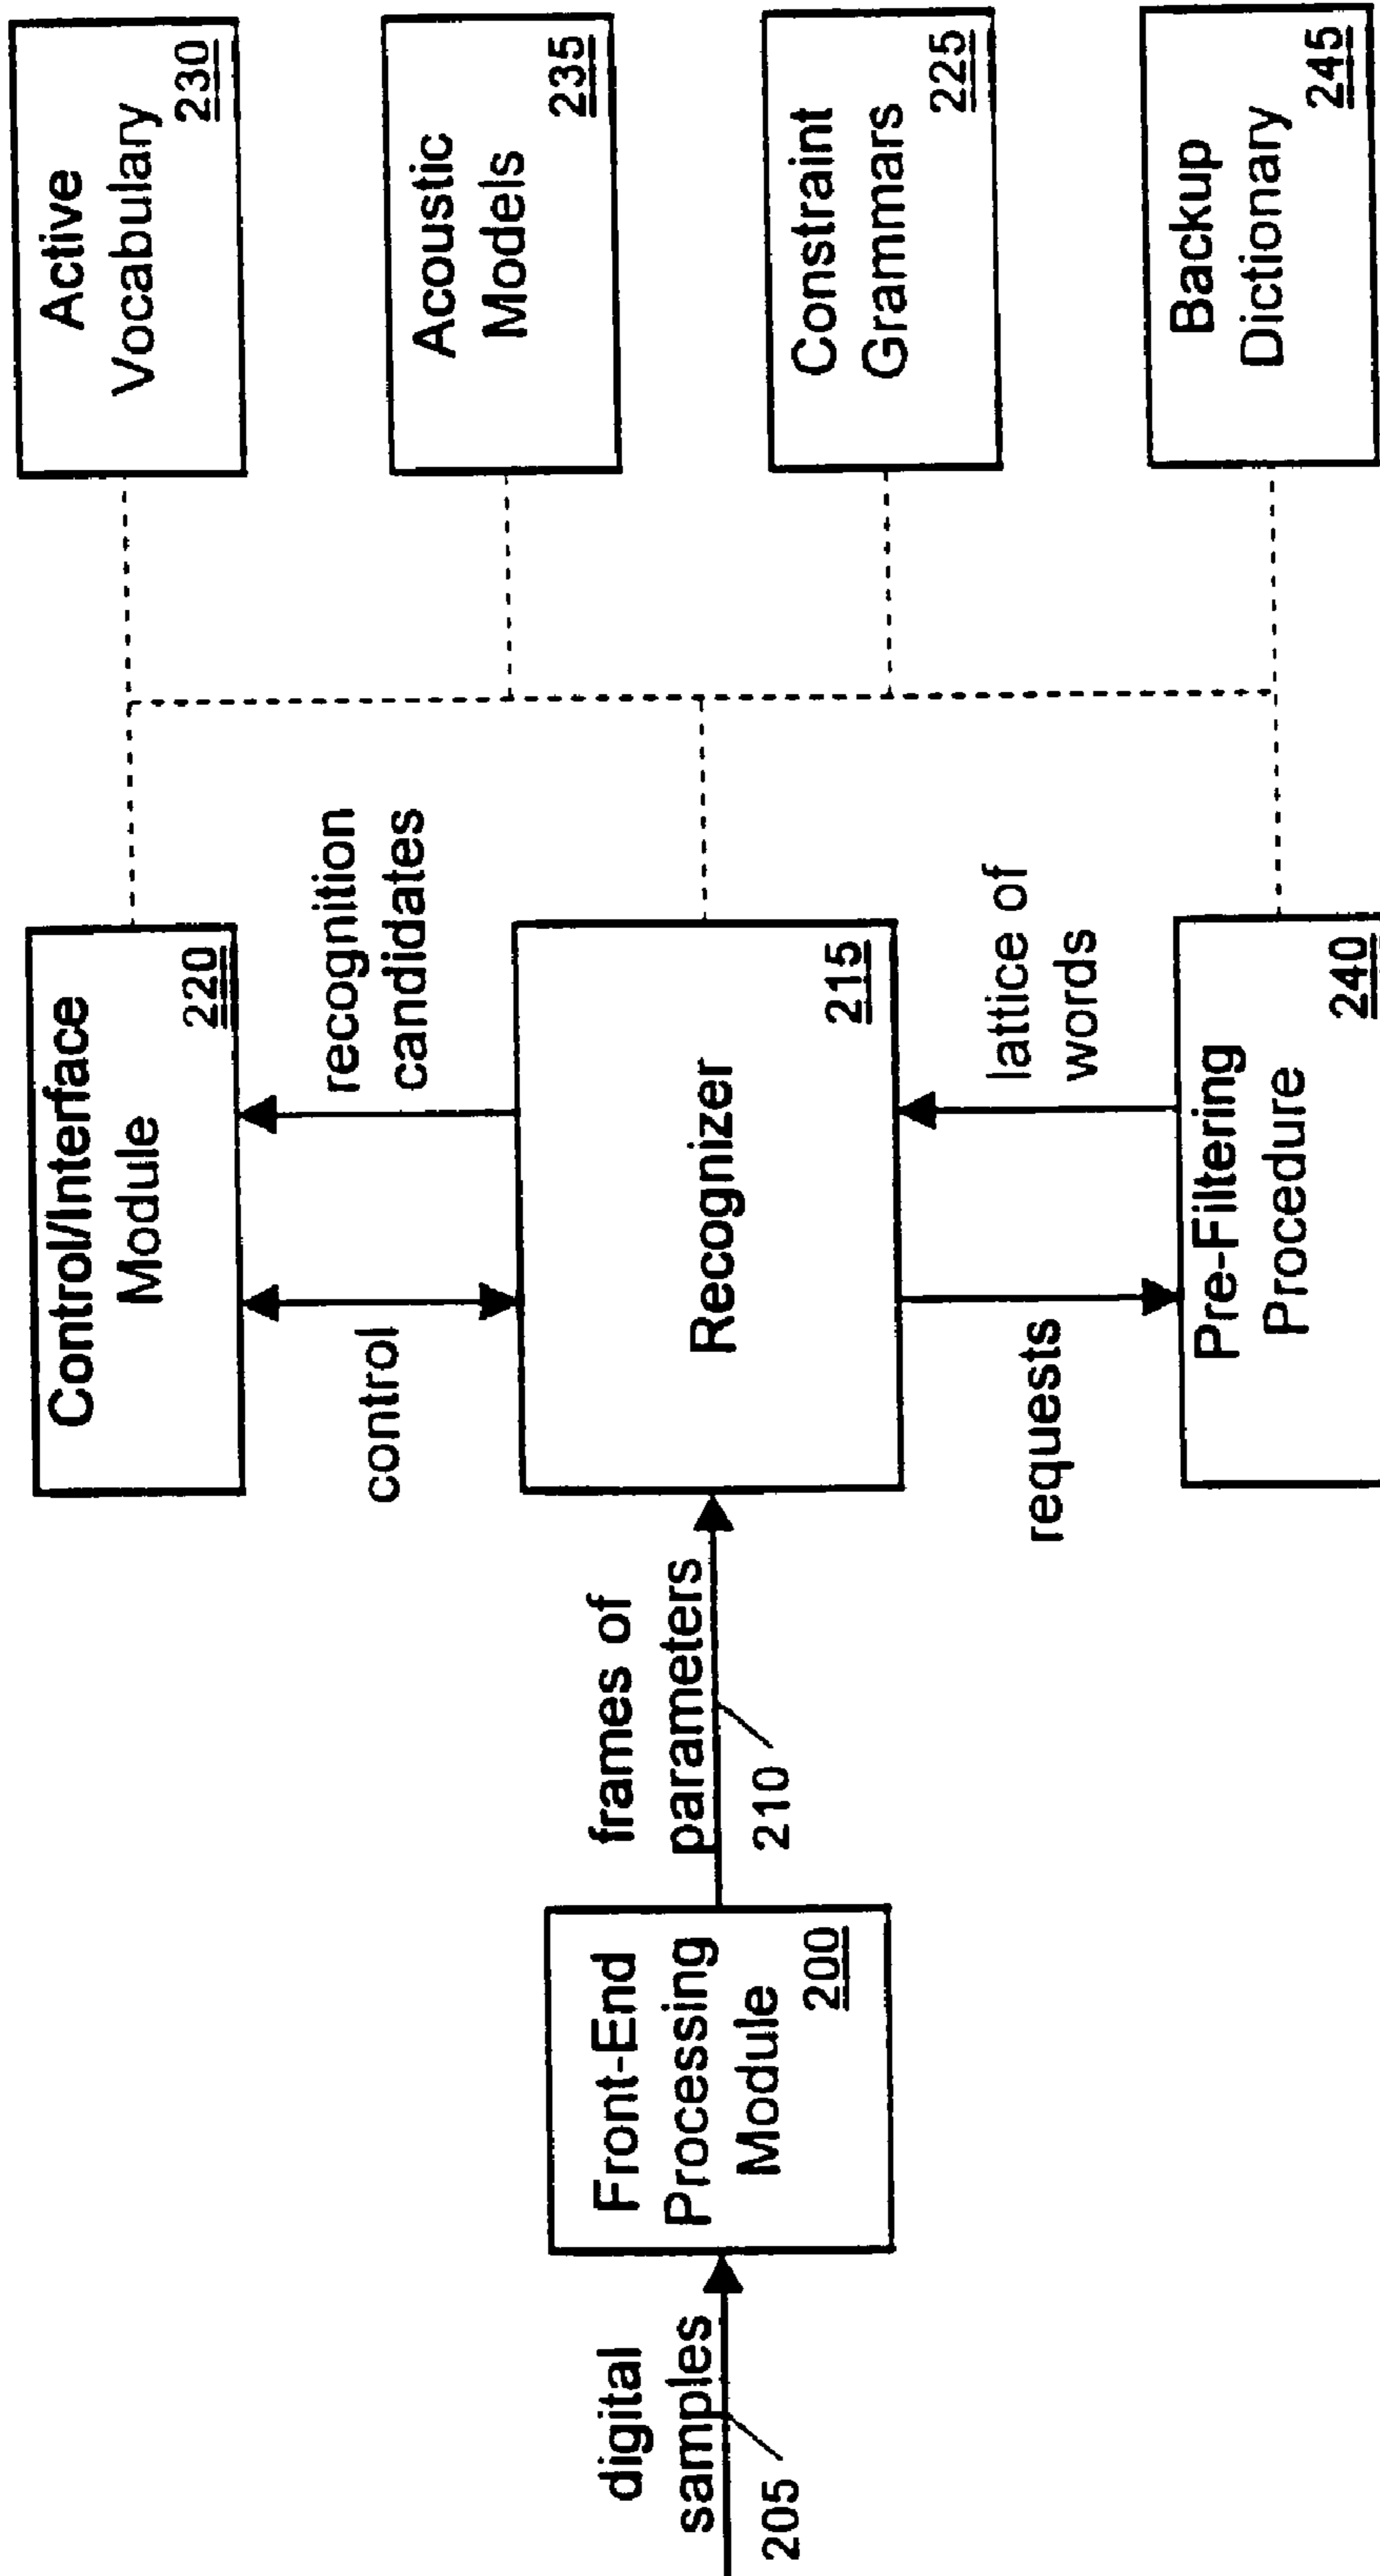 digital
samples
205
Front-End
Processing
Module
200
frames of
parameters
210
Control/Interface
Module
220
control
recognition
candidates
Recognizer
215
requests
lattice of
words
Pre-Filtering
Procedure
240
Active
Vocabulary
230
Acoustic
Models
235
Constraint
Grammars
225
Backup
Dictionary
245